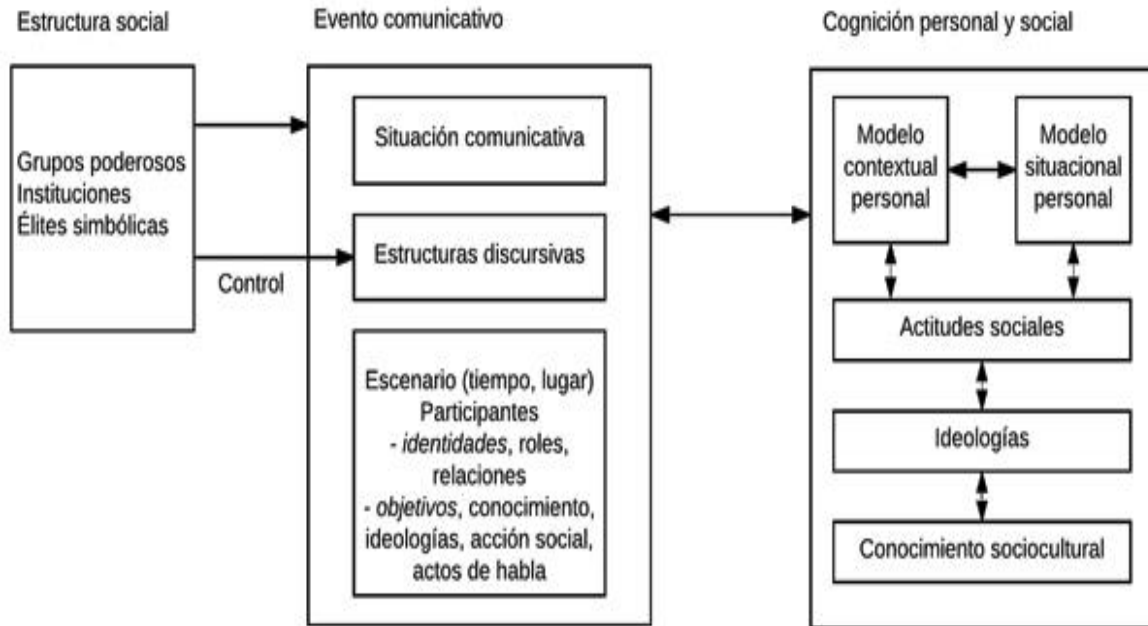 Estructura social
Grupos poderosos
Instituciones
Élites simbólicas
Control
Evento comunicativo
Situación comunicativa
Estructuras discursivas
Escenario (tiempo, lugar)
Participantes
- identidades, roles,
relaciones
- objetivos, conocimiento,
ideologías, acción social,
actos de habla
Cognición personal y social
Modelo
contextual
personal
Modelo
situacional
personal
Actitudes sociales
Ideologías
Conocimiento sociocultural